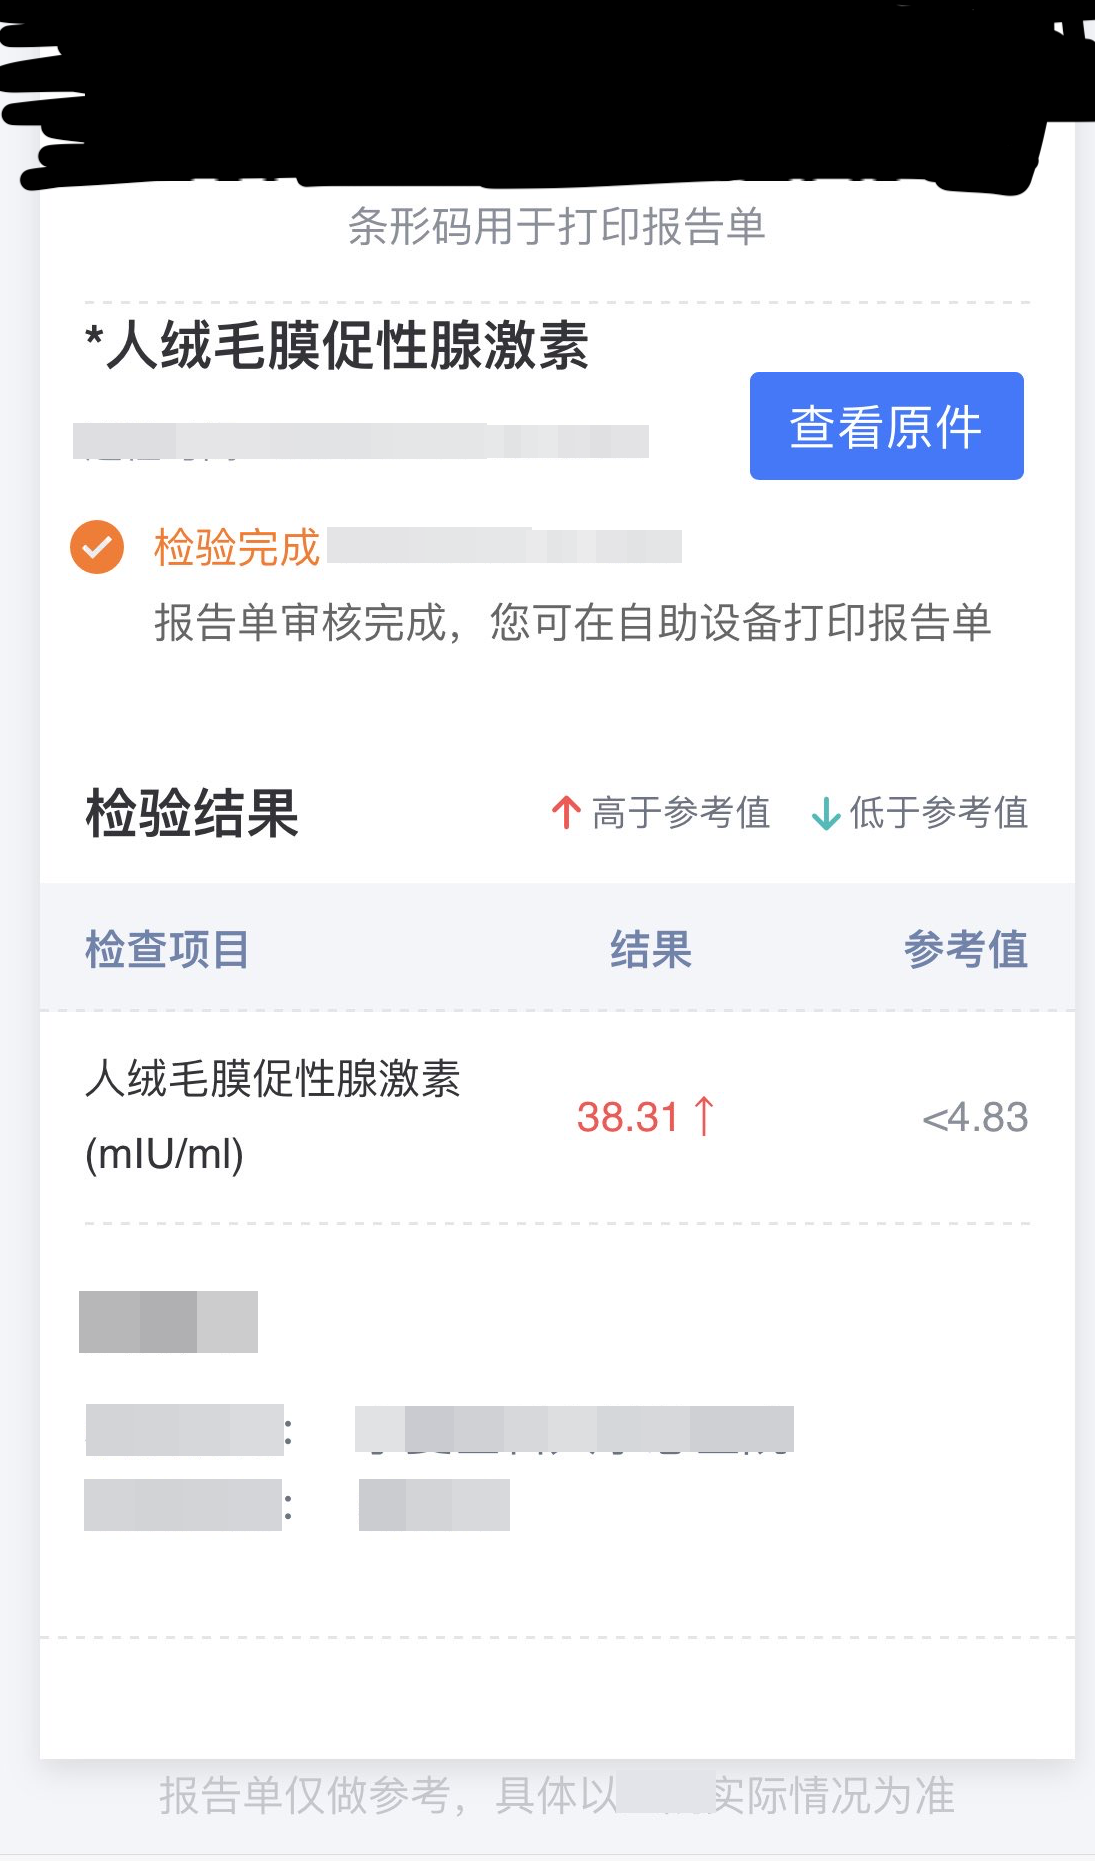 条形码用于打印报告单
*人绒毛膜促性腺激素
查看原件
检验完成
报告单审核完成，您可在自助设备打印报告单
检验结果 ↑高于参考值 ↓低于参考值
检查项目 结果 参考值
人绒毛膜促性腺激素
(mIU/ml) 38.31↑ <4.83
:
:
报告单仅做参考，具体以 实际情况为准